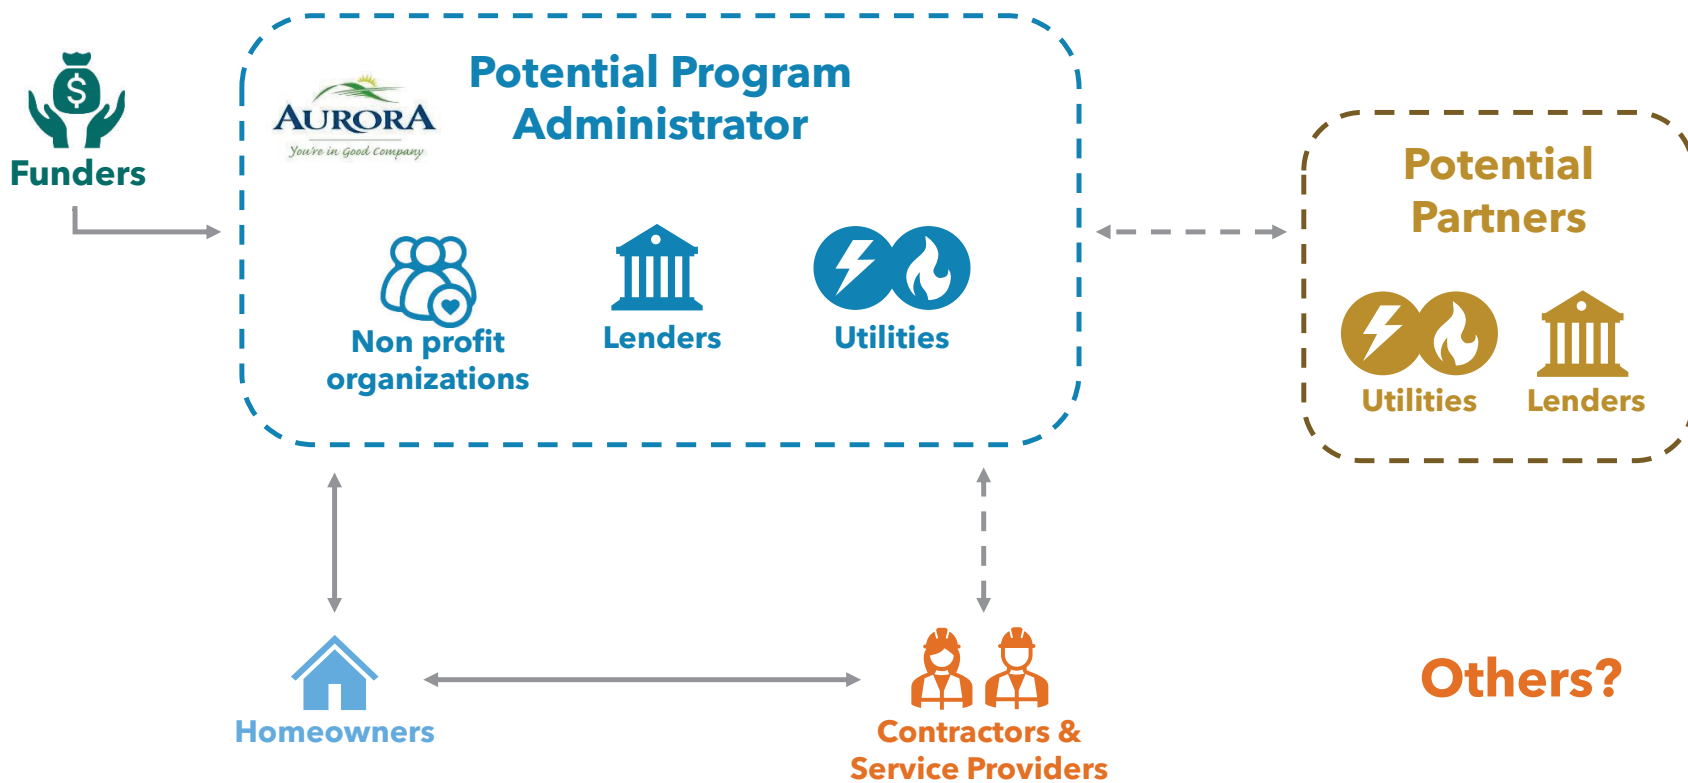 Potential Program
Administrator
AURORA
You're in Good Company
$
Funders
Non profit
organizations
Lenders
Utilities
Potential
Partners
Utilities
Lenders
Homeowners
Contractors &
Service Providers
Others?